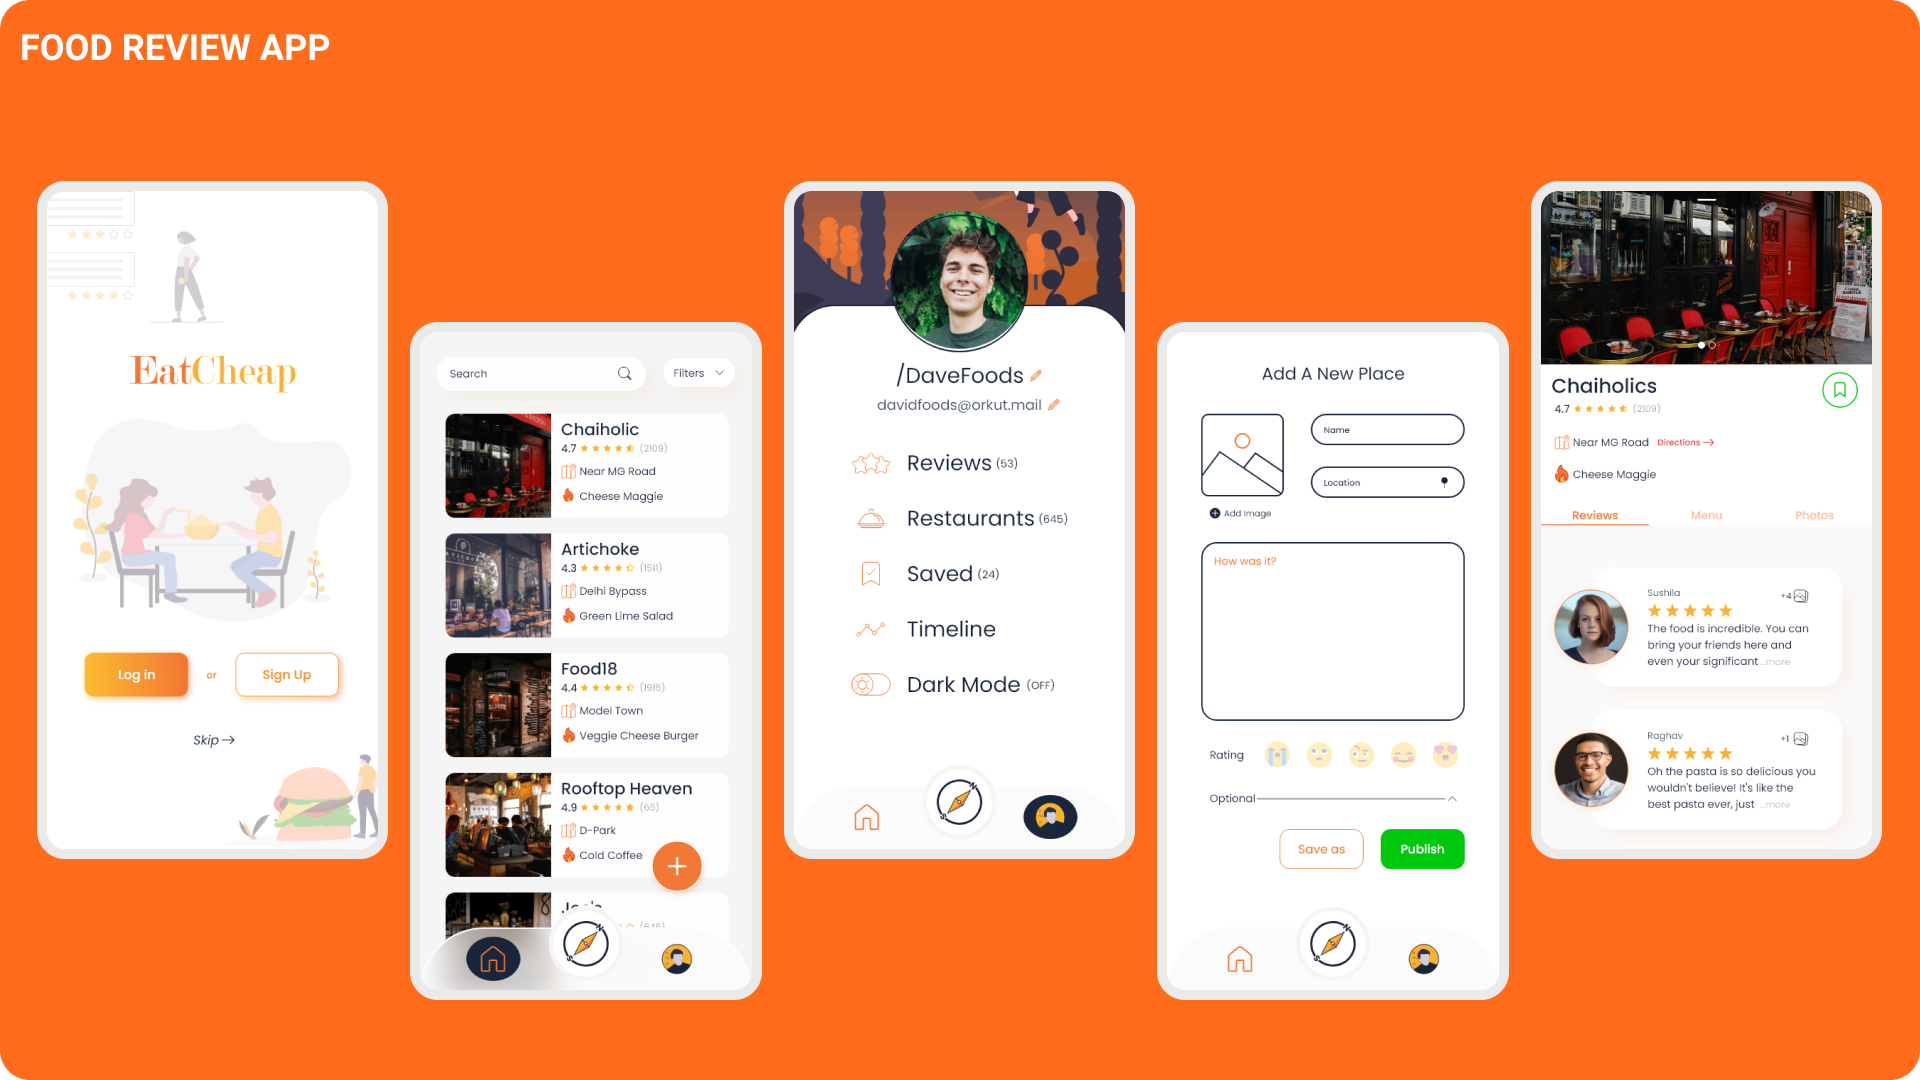 FOOD REVIEW APP
EatCheap
Log in
or
Sign Up
Skip
Search
Filters
Chaiholic
4.7 (2109)
Near MG Road
Cheese Maggie
Artichoke
4.3 (1511)
Delhi Bypass
Green Lime Salad
Food18
4.4 (1915)
Model Town
Veggie Cheese Burger
Rooftop Heaven
4.9 (65)
D-Park
Cold Coffee
(645)
/DaveFoods
davidfoods@orkut.mail
Reviews (53)
Restaurants (645)
Saved (24)
Timeline
Dark Mode (OFF)
Add A New Place
Name
Location
Add Image
How was it?
Rating
Optional
Save as
Publish
Chaiholics
4.7 (2109)
Near MG Road Directions
Cheese Maggie
Reviews Menu Photos
Sushila
+4
The food is incredible. You can
bring your friends here and
even your significant ...more
Raghav
+1
Oh the pasta is so delicious you
wouldn't believe! It's like the
best pasta ever, just ...more